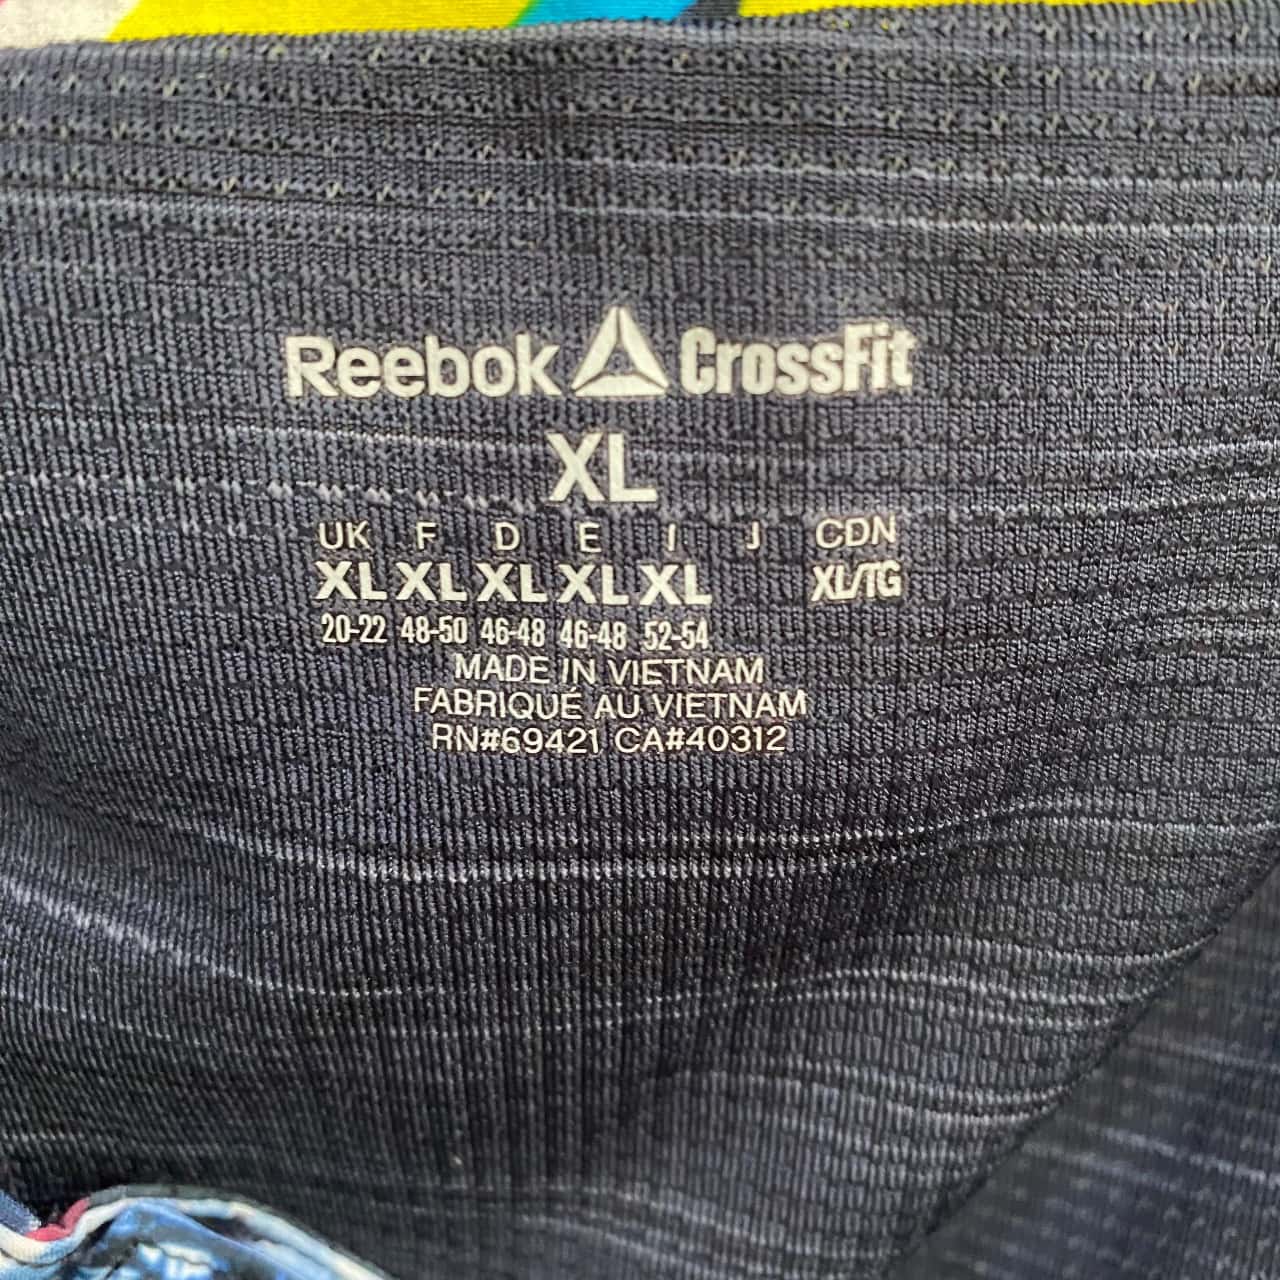 Reebok CrossFit
XL
UK F D E I J CDN
XL XL XL XL XL XL/TG
20-22 48-50 46-48 46-48 52-54
MADE IN VIETNAM
FABRIQUÉ AU VIETNAM
RN#69421 CA#40312